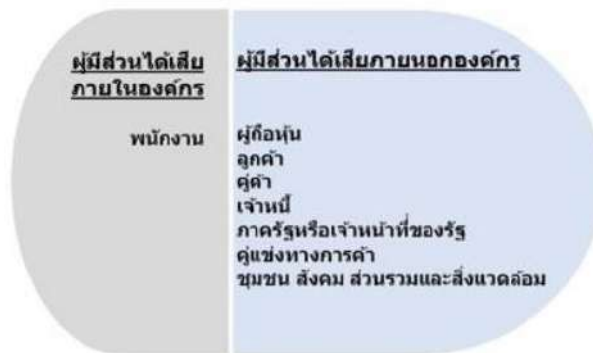 ผู้มีส่วนได้เสีย
ภายในองค์กร
พนักงาน
ผู้มีส่วนได้เสียภายนอกองค์กร
ผู้ถือหุ้น
ลูกค้า
คู่ค้า
เจ้าหนี้
ภาครัฐหรือเจ้าหน้าที่ของรัฐ
คู่แข่งทางการค้า
ชุมชน สังคม ส่วนรวมและสิ่งแวดล้อม